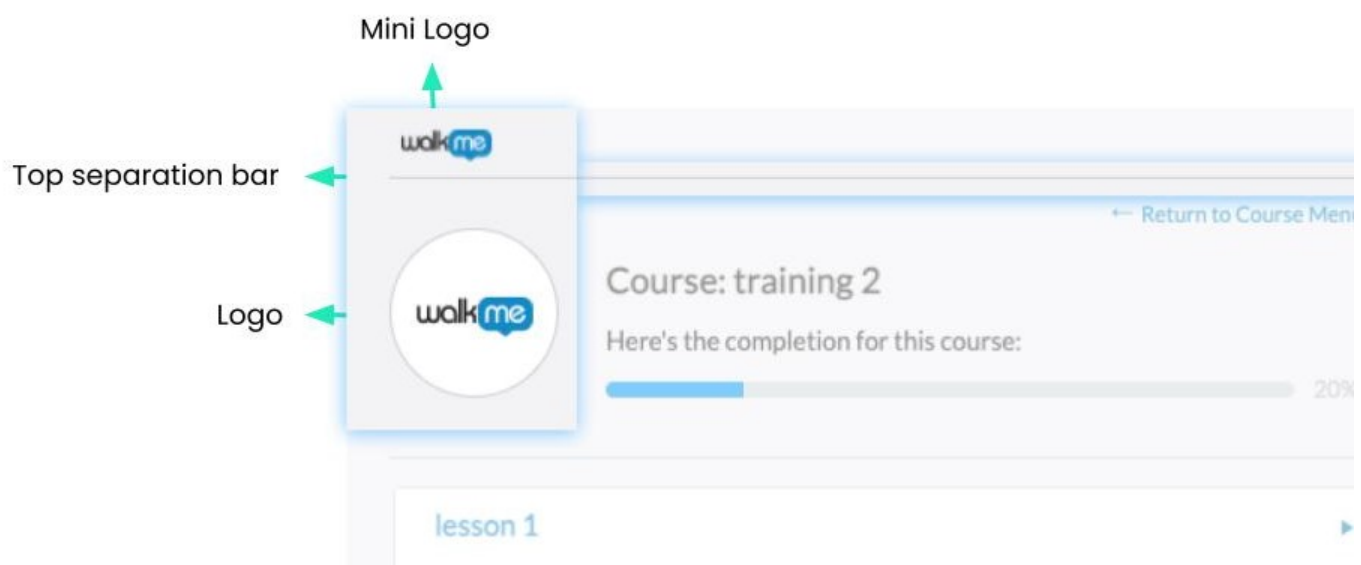 Mini Logo
walkme
Top separation bar
← Return to Course Menu
Course: training 2
Logo
walkme
Here's the completion for this course:
20%
lesson 1